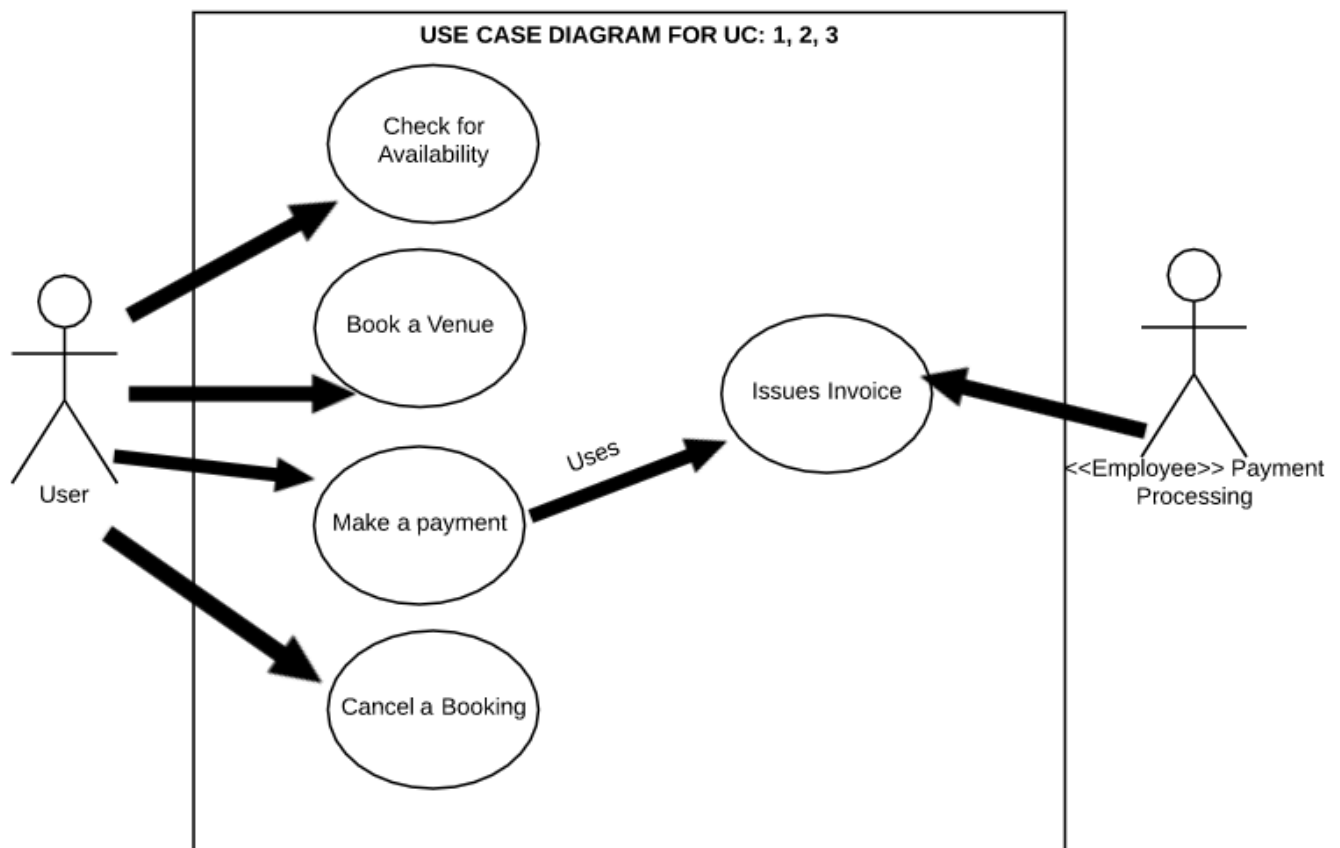 USE CASE DIAGRAM FOR UC: 1, 2, 3
Check for
Availability
Book a Venue
Issues Invoice
Uses
<<Employee>> Payment
Processing
User
Make a payment
Cancel a Booking